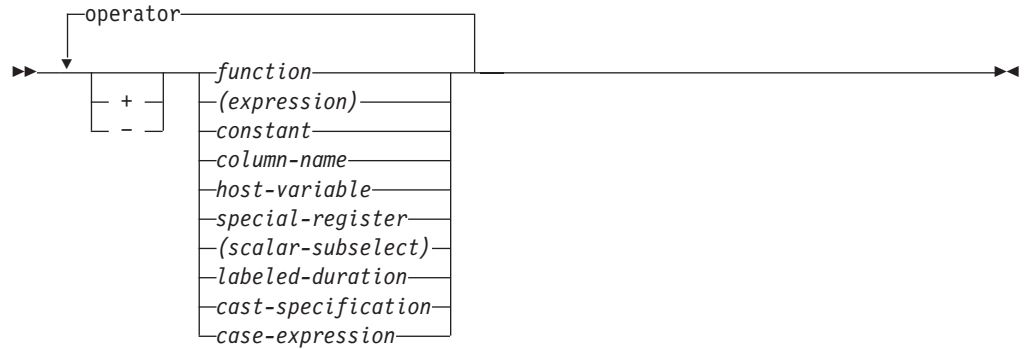 operator
function
+ (expression)
− constant
column-name
host-variable
special-register
(scalar-subselect)
labeled-duration
cast-specification
case-expression